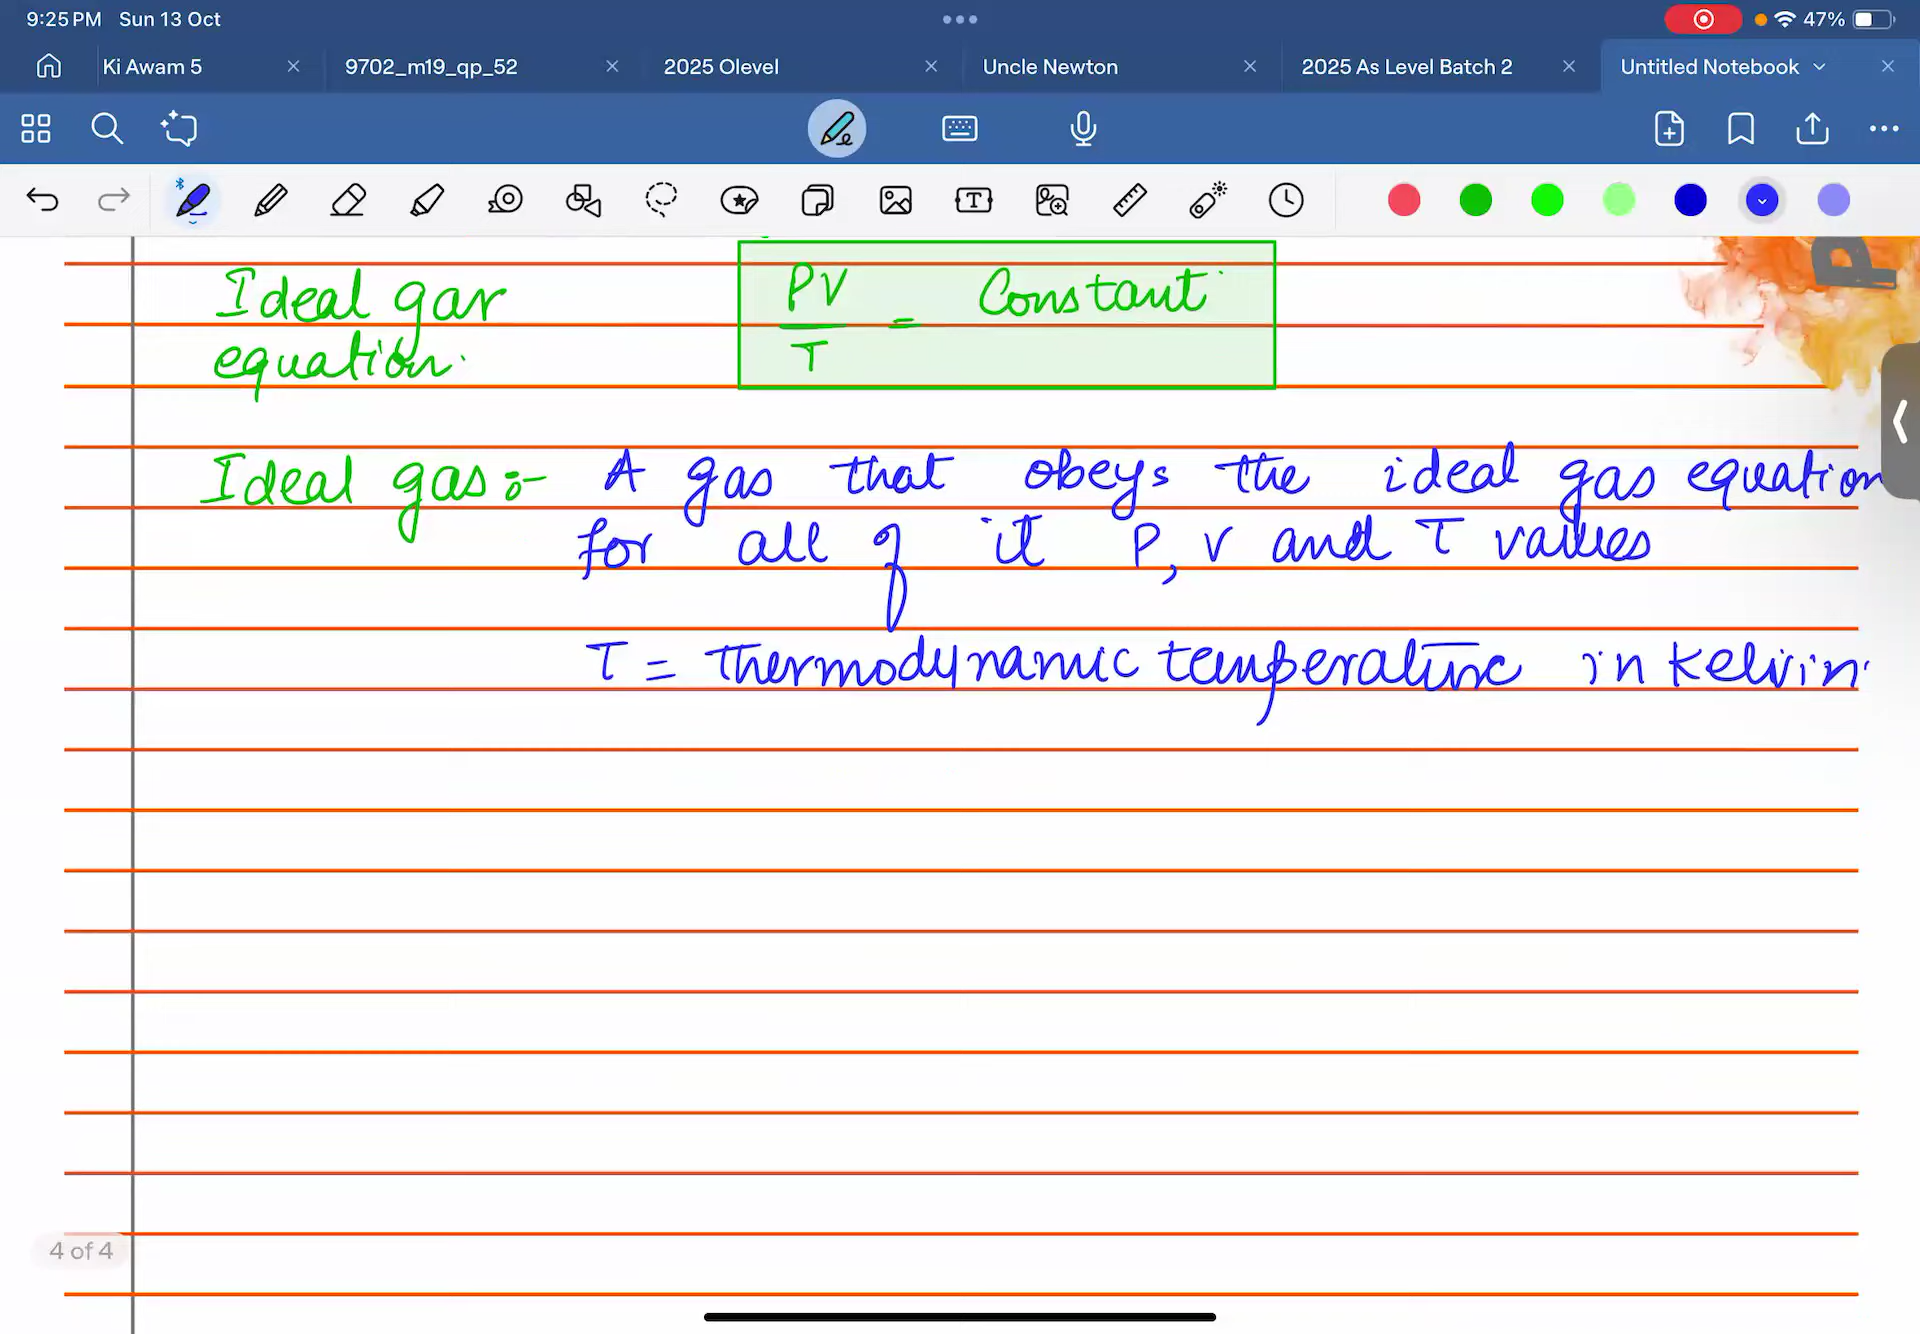 9:25 PM Sun 13 Oct 47%
Ki Awam 5 9702_m19_qp_52 2025 Olevel Uncle Newton 2025 As Level Batch 2 Untitled Notebook
P
Ideal gas PV/T = Constant
equation.
Ideal gas:- A gas that obeys the ideal gas equation
for all of it P, V and T values
T = thermodynamic temperature in Kelvin.
4 of 4